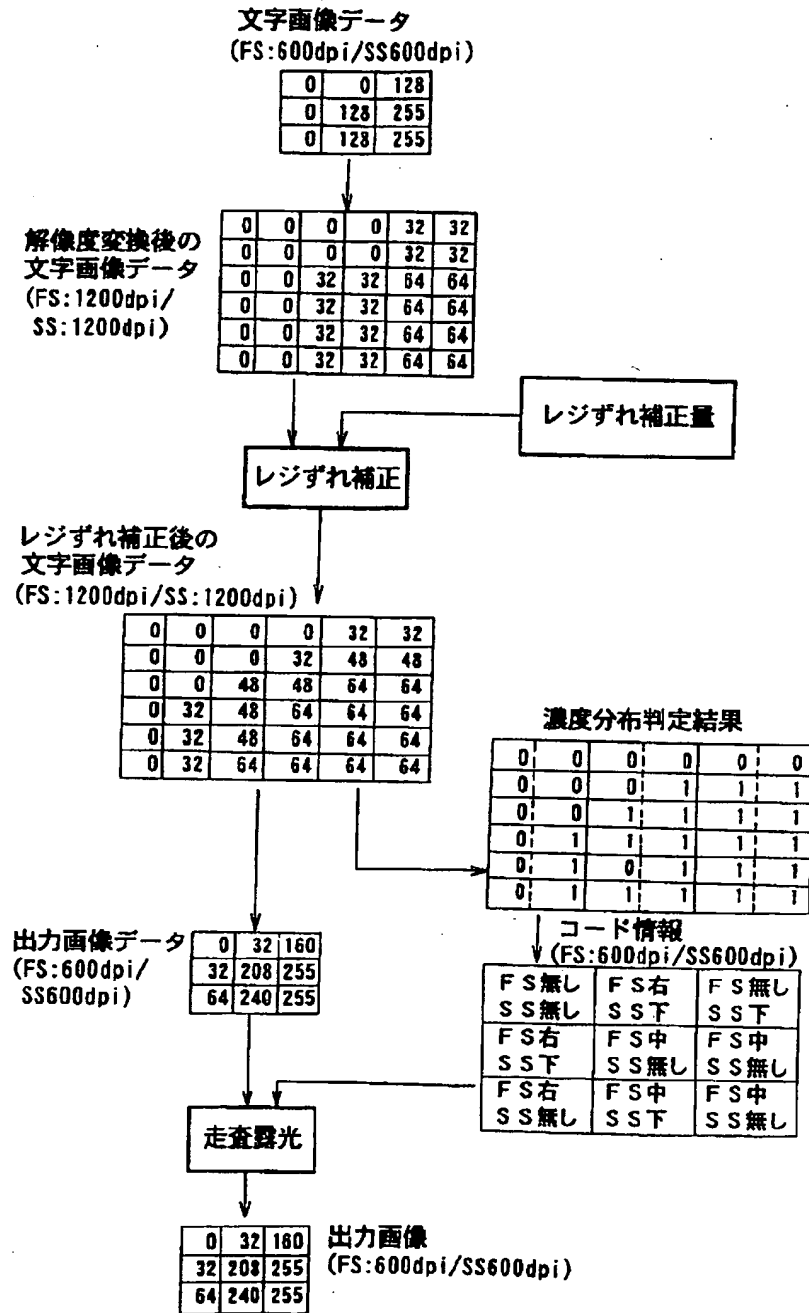 文字画像データ
(FS:600dpi/SS600dpi)
0 0 128
0 128 255
0 128 255
解像度変換後の
文字画像データ
(FS:1200dpi/
SS:1200dpi)
0 0 0 0 32 32
0 0 0 0 32 32
0 0 32 32 64 64
0 0 32 32 64 64
0 0 32 32 64 64
0 0 32 32 64 64
レジずれ補正量
レジずれ補正
レジずれ補正後の
文字画像データ
(FS:1200dpi/SS:1200dpi)
0 0 0 0 32 32
0 0 0 32 48 48
0 0 48 48 64 64
0 32 48 64 64 64
0 32 48 64 64 64
0 32 64 64 64 64
濃度分布判定結果
0 0 0 0 0 0
0 0 0 1 1 1
0 0 1 1 1 1
0 1 1 1 1 1
0 1 0 1 1 1
0 1 1 1 1 1
出力画像データ
(FS:600dpi/
SS600dpi)
0 32 160
32 208 255
64 240 255
コード情報
(FS:600dpi/SS600dpi)
FS無し FS右 FS無し
SS無し SS下 SS下
FS右 FS中 FS中
SS下 SS無し SS無し
FS右 FS中 FS中
SS無し SS下 SS無し
走査露光
0 32 160
32 208 255
64 240 255
出力画像
(FS:600dpi/SS600dpi)